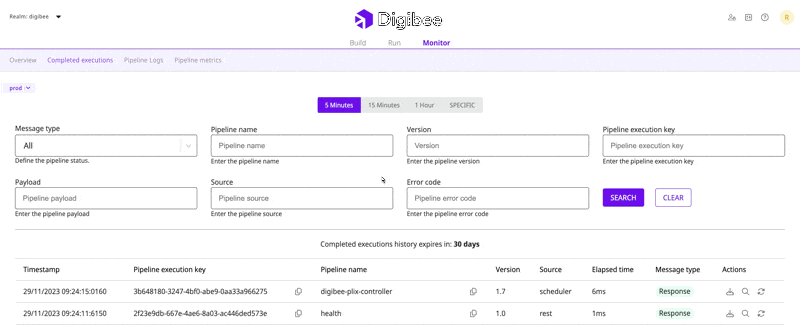 Realm: digibee
Digibee
R
Build Run Monitor
Overview Completed executions Pipeline Logs Pipeline metrics
prod
5 Minutes 15 Minutes 1 Hour SPECIFIC
Message type Pipeline name Version Pipeline execution key
All Pipeline name Version Pipeline execution key
Define the pipeline status. Enter the pipeline name Enter the pipeline version Enter the pipeline execution key
Payload Source Error code
Pipeline payload Pipeline source Pipeline error code SEARCH CLEAR
Enter the pipeline payload Enter the pipeline source Enter the pipeline error code
Completed executions history expires in: 30 days
Timestamp Pipeline execution key Pipeline name Version Source Elapsed time Message type Actions
29/11/2023 09:24:15:0160 3b648180-3247-4bf0-abe9-0aa33a966275 digibee-plix-controller 1.7 scheduler 6ms Response
29/11/2023 09:24:11:6150 2f23e9db-667e-4ae6-8a03-ac446ded573e health 1.0 rest 1ms Response